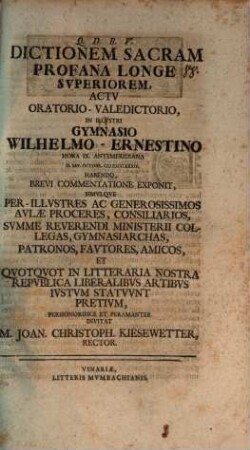 Q. D. B. V.
DICTIONEM SACRAM
PROFANA LONGE
SVPERIOREM,
ACTV
ORATORIO-VALEDICTORIO,
IN ILLVSTRI
GYMNASIO
WILHELMO-ERNESTINO
HORA IX. ANTEMERIDIANA
HABENDO,
BREVI COMMENTATIONE EXPONIT,
SIMVLQVE
PER-ILLVSTRES AC GENEROSISSIMOS
AVLÆ PROCERES, CONSILIARIOS,
SVMME REVERENDI MINISTERII COL-
LEGAS, GYMNASIARCHAS,
PATRONOS, FAVTORES, AMICOS,
ET
QVOTQVOT IN LITTERARIA NOSTRA
REPVBLICA LIBERALIBVS ARTIBVS
IVSTVM STATVVNT
PRETIVM,
PERHONORIFICE ET PERAMANTER
INVITAT
M. JOAN. CHRISTOPH. KIESEWETTER,
RECTOR.
VINARIÆ,
LITTERIS MVMBACHIANIS.